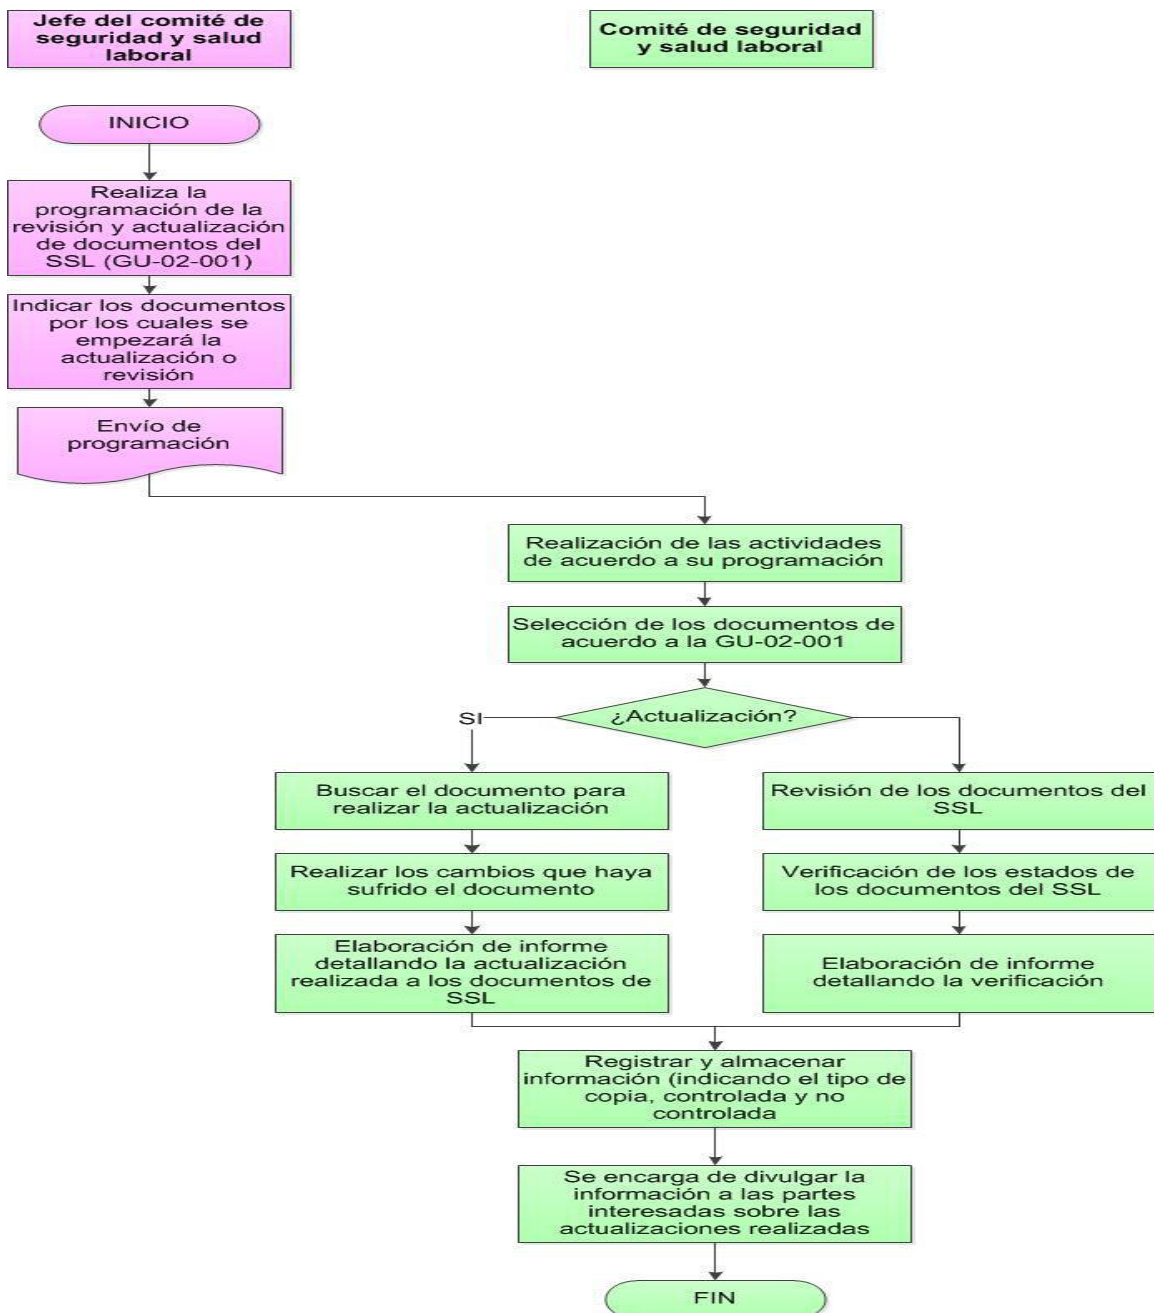 Jefe del comité de
seguridad y salud
laboral
Comité de seguridad
y salud laboral
INICIO
Realiza la
programación de la
revisión y actualización
de documentos del
SSL (GU-02-001)
Indicar los documentos
por los cuales se
empezará la
actualización o
revisión
Envío de
programación
Realización de las actividades
de acuerdo a su programación
Selección de los documentos de
acuerdo a la GU-02-001
¿Actualización?
SI
Buscar el documento para
realizar la actualización
Realizar los cambios que haya
sufrido el documento
Elaboración de informe
detallando la actualización
realizada a los documentos de
SSL
Revisión de los documentos del
SSL
Verificación de los estados de
los documentos del SSL
Elaboración de informe
detallando la verificación
Registrar y almacenar
información (indicando el tipo de
copia, controlada y no
controlada
Se encarga de divulgar la
información a las partes
interesadas sobre las
actualizaciones realizadas
FIN